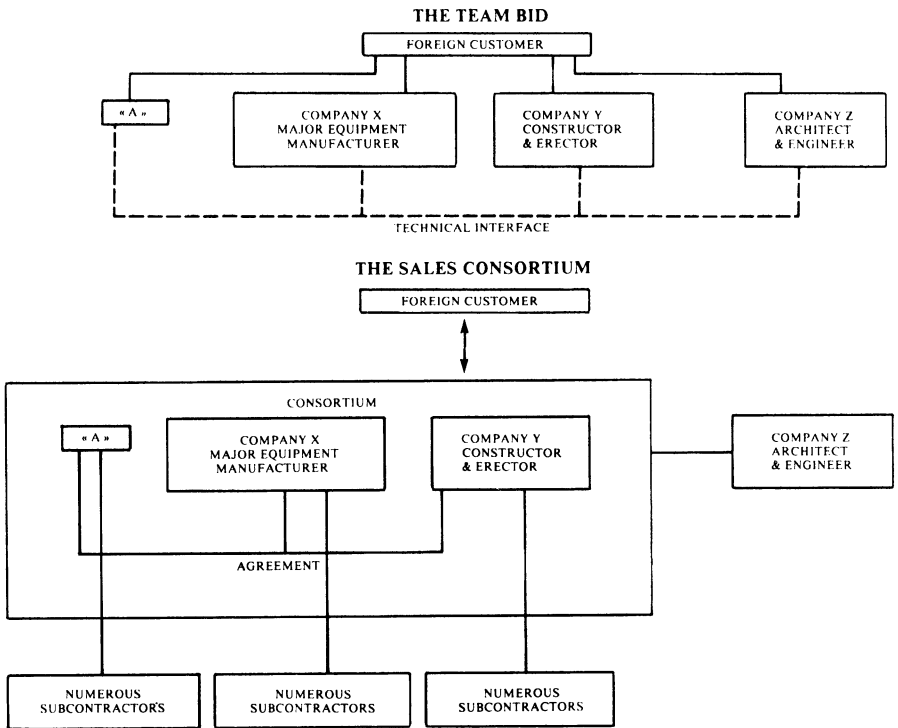 THE TEAM BID
FOREIGN CUSTOMER
« A »
COMPANY X
MAJOR EQUIPMENT
MANUFACTURER
COMPANY Y
CONSTRUCTOR
& ERECTOR
COMPANY Z
ARCHITECT
& ENGINEER
TECHNICAL INTERFACE
THE SALES CONSORTIUM
FOREIGN CUSTOMER
CONSORTIUM
« A »
COMPANY X
MAJOR EQUIPMENT
MANUFACTURER
COMPANY Y
CONSTRUCTOR
& ERECTOR
COMPANY Z
ARCHITECT
& ENGINEER
AGREEMENT
NUMEROUS
SUBCONTRACTORS
NUMEROUS
SUBCONTRACTORS
NUMEROUS
SUBCONTRACTORS